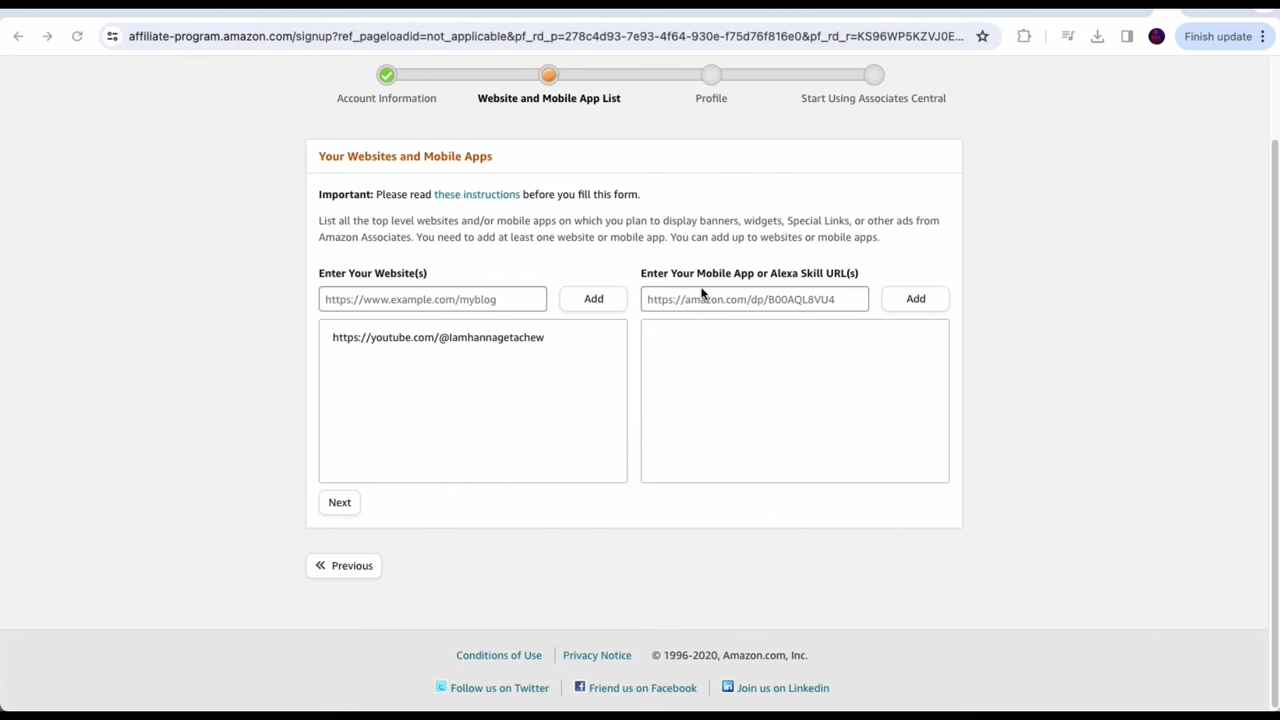 affiliate-program.amazon.com/signup?ref_pageloadid=not_applicable&pf_rd_p=278c4d93-7e93-4f64-930e-f75d76f816e0&pf_rd_r=KS96WP5KZVJ0E...
Finish update
Account Information
Website and Mobile App List
Profile
Start Using Associates Central
Your Websites and Mobile Apps
Important: Please read these instructions before you fill this form.
List all the top level websites and/or mobile apps on which you plan to display banners, widgets, Special Links, or other ads from
Amazon Associates. You need to add at least one website or mobile app. You can add up to websites or mobile apps.
Enter Your Website(s)
Enter Your Mobile App or Alexa Skill URL(s)
https://www.example.com/myblog
Add
https://amazon.com/dp/B00AQL8VU4
Add
https://youtube.com/@Iamhannagetachew
Next
Previous
Conditions of Use
Privacy Notice
© 1996-2020, Amazon.com, Inc.
Follow us on Twitter
Friend us on Facebook
Join us on Linkedin